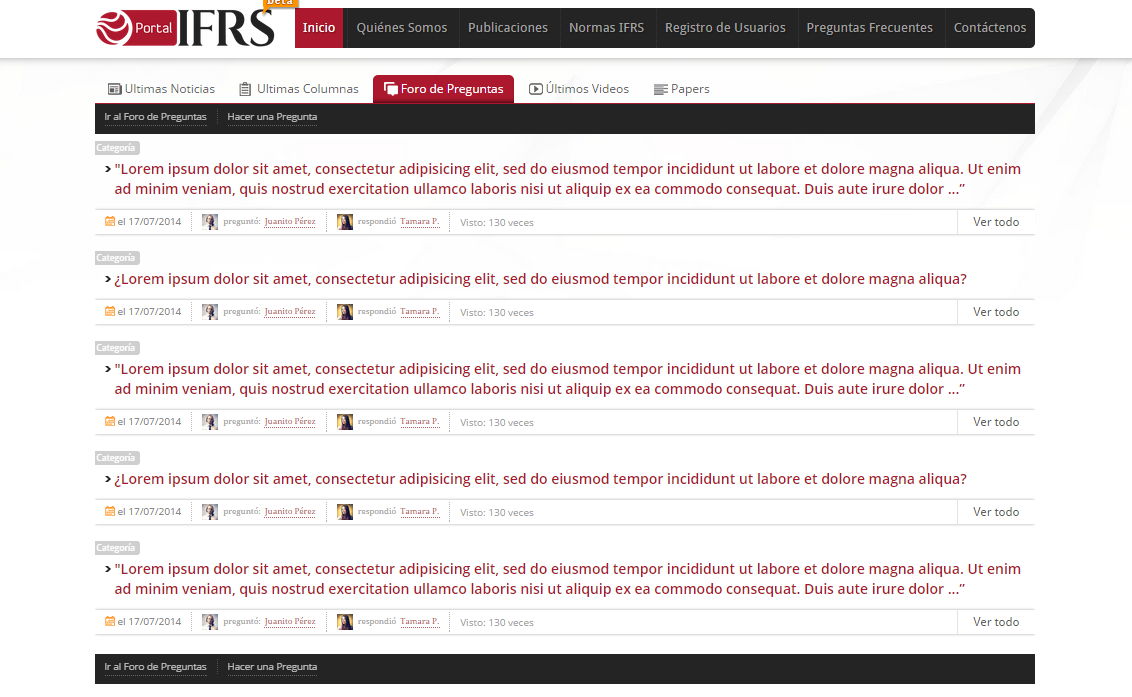 beta
Portal IFRS
Inicio Quiénes Somos Publicaciones Normas IFRS Registro de Usuarios Preguntas Frecuentes Contáctenos
Ultimas Noticias Ultimas Columnas Foro de Preguntas Últimos Videos Papers
Ir al Foro de Preguntas Hacer una Pregunta
Categoría
"Lorem ipsum dolor sit amet, consectetur adipisicing elit, sed do eiusmod tempor incididunt ut labore et dolore magna aliqua. Ut enim
ad minim veniam, quis nostrud exercitation ullamco laboris nisi ut aliquip ex ea commodo consequat. Duis aute irure dolor ...”
el 17/07/2014 preguntó: Juanito Pérez respondió Tamara P. Visto: 130 veces Ver todo
Categoría
¿Lorem ipsum dolor sit amet, consectetur adipisicing elit, sed do eiusmod tempor incididunt ut labore et dolore magna aliqua?
el 17/07/2014 preguntó: Juanito Pérez respondió Tamara P. Visto: 130 veces Ver todo
Categoría
"Lorem ipsum dolor sit amet, consectetur adipisicing elit, sed do eiusmod tempor incididunt ut labore et dolore magna aliqua. Ut enim
ad minim veniam, quis nostrud exercitation ullamco laboris nisi ut aliquip ex ea commodo consequat. Duis aute irure dolor ...”
el 17/07/2014 preguntó: Juanito Pérez respondió Tamara P. Visto: 130 veces Ver todo
Categoría
¿Lorem ipsum dolor sit amet, consectetur adipisicing elit, sed do eiusmod tempor incididunt ut labore et dolore magna aliqua?
el 17/07/2014 preguntó: Juanito Pérez respondió Tamara P. Visto: 130 veces Ver todo
Categoría
"Lorem ipsum dolor sit amet, consectetur adipisicing elit, sed do eiusmod tempor incididunt ut labore et dolore magna aliqua. Ut enim
ad minim veniam, quis nostrud exercitation ullamco laboris nisi ut aliquip ex ea commodo consequat. Duis aute irure dolor ...”
el 17/07/2014 preguntó: Juanito Pérez respondió Tamara P. Visto: 130 veces Ver todo
Ir al Foro de Preguntas Hacer una Pregunta